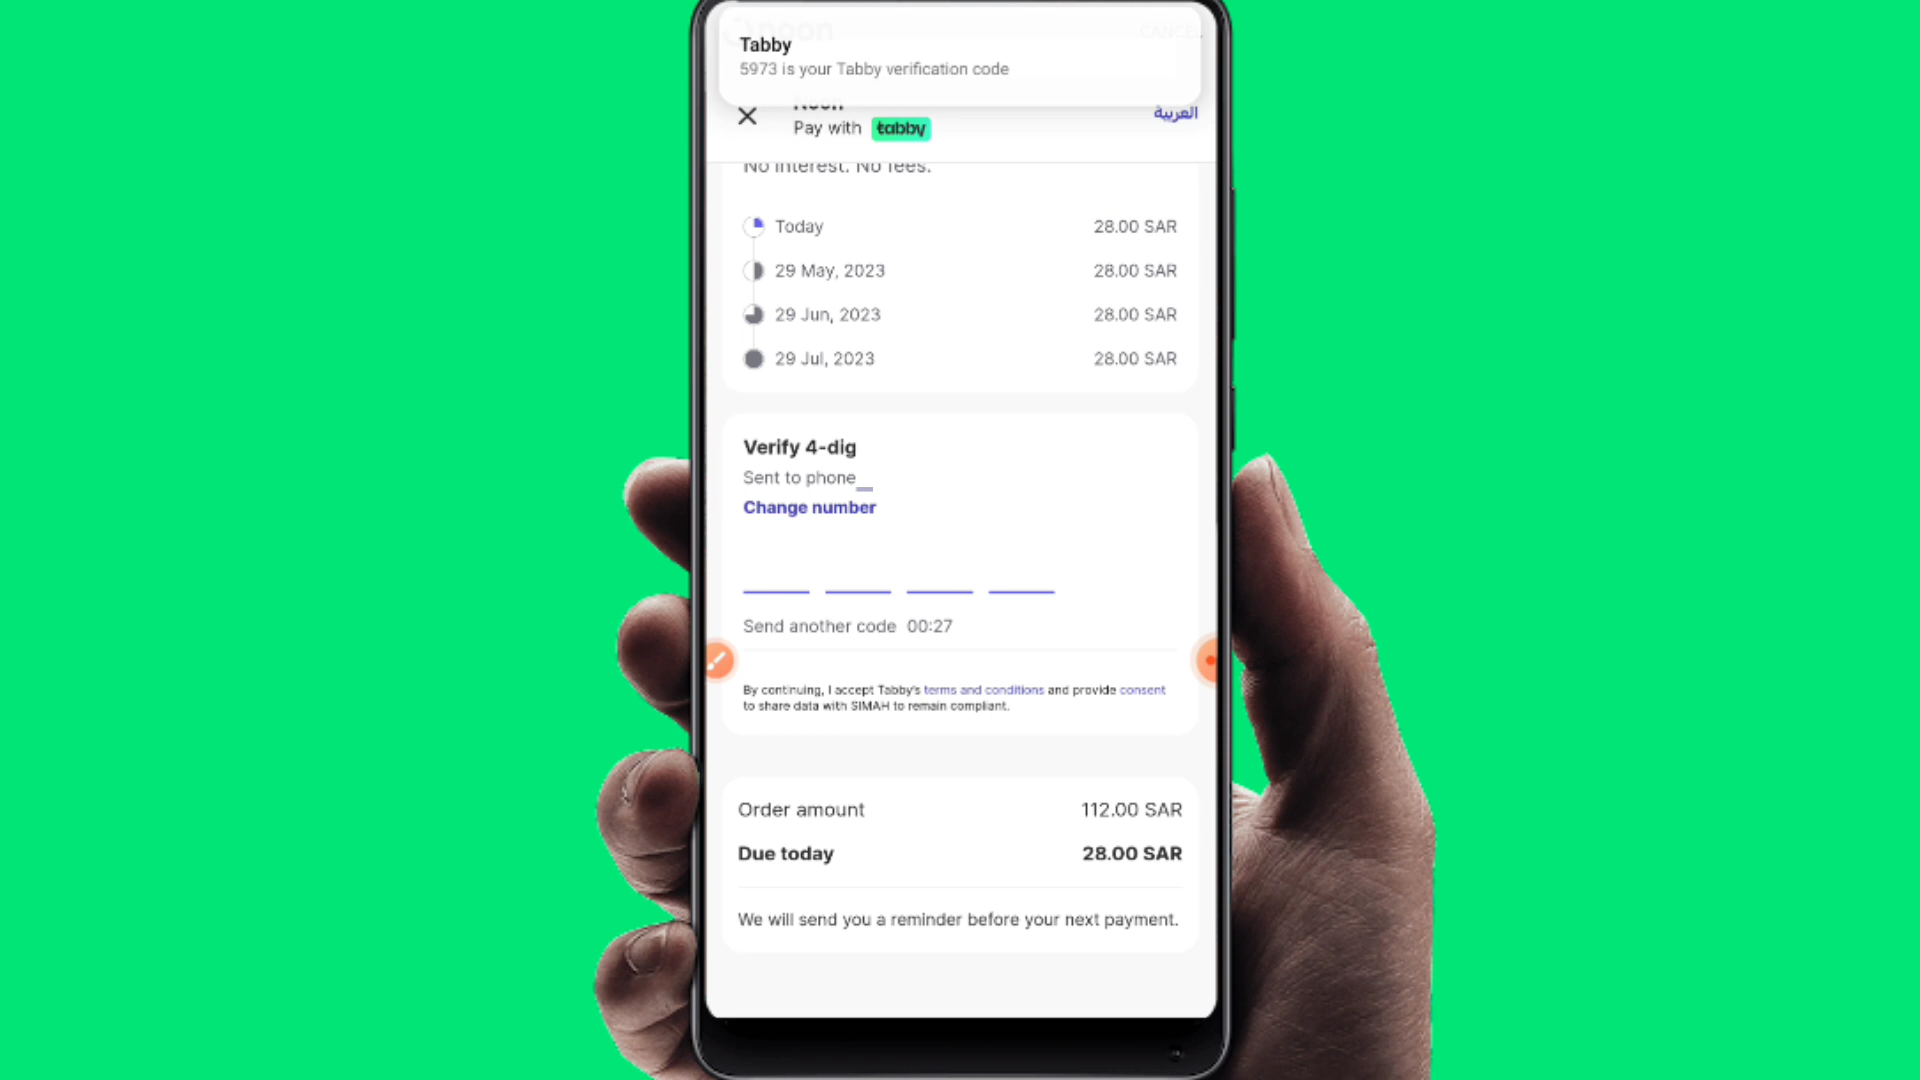 Tabby
5973 is your Tabby verification code
noon
CANCEL
Noon
العربية
Pay with tabby
No interest. No fees.
Today 28.00 SAR
29 May, 2023 28.00 SAR
29 Jun, 2023 28.00 SAR
29 Jul, 2023 28.00 SAR
Verify 4-dig
Sent to phone
Change number
Send another code 00:27
By continuing, I accept Tabby's terms and conditions and provide consent
to share data with SIMAH to remain compliant.
Order amount 112.00 SAR
Due today 28.00 SAR
We will send you a reminder before your next payment.